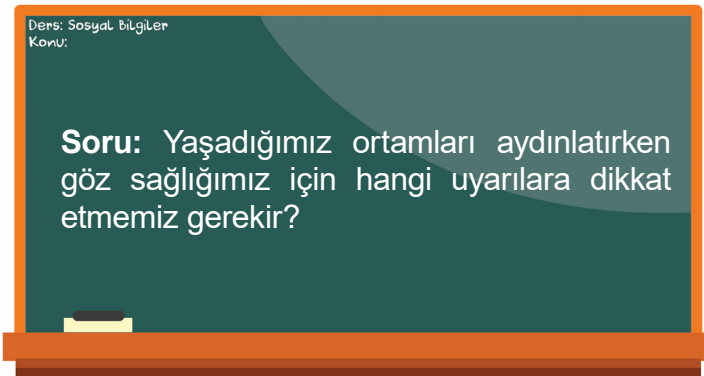 Ders: Sosyal Bilgiler
Konu:
Soru: Yaşadığımız ortamları aydınlatırken
göz sağlığımız için hangi uyarılara dikkat
etmemiz gerekir?